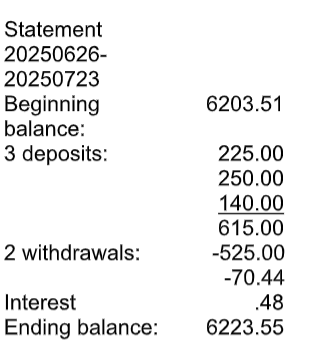 Statement
20250626-
20250723
Beginning 6203.51
balance:
3 deposits: 225.00
250.00
140.00
615.00
2 withdrawals: -525.00
-70.44
Interest .48
Ending balance: 6223.55